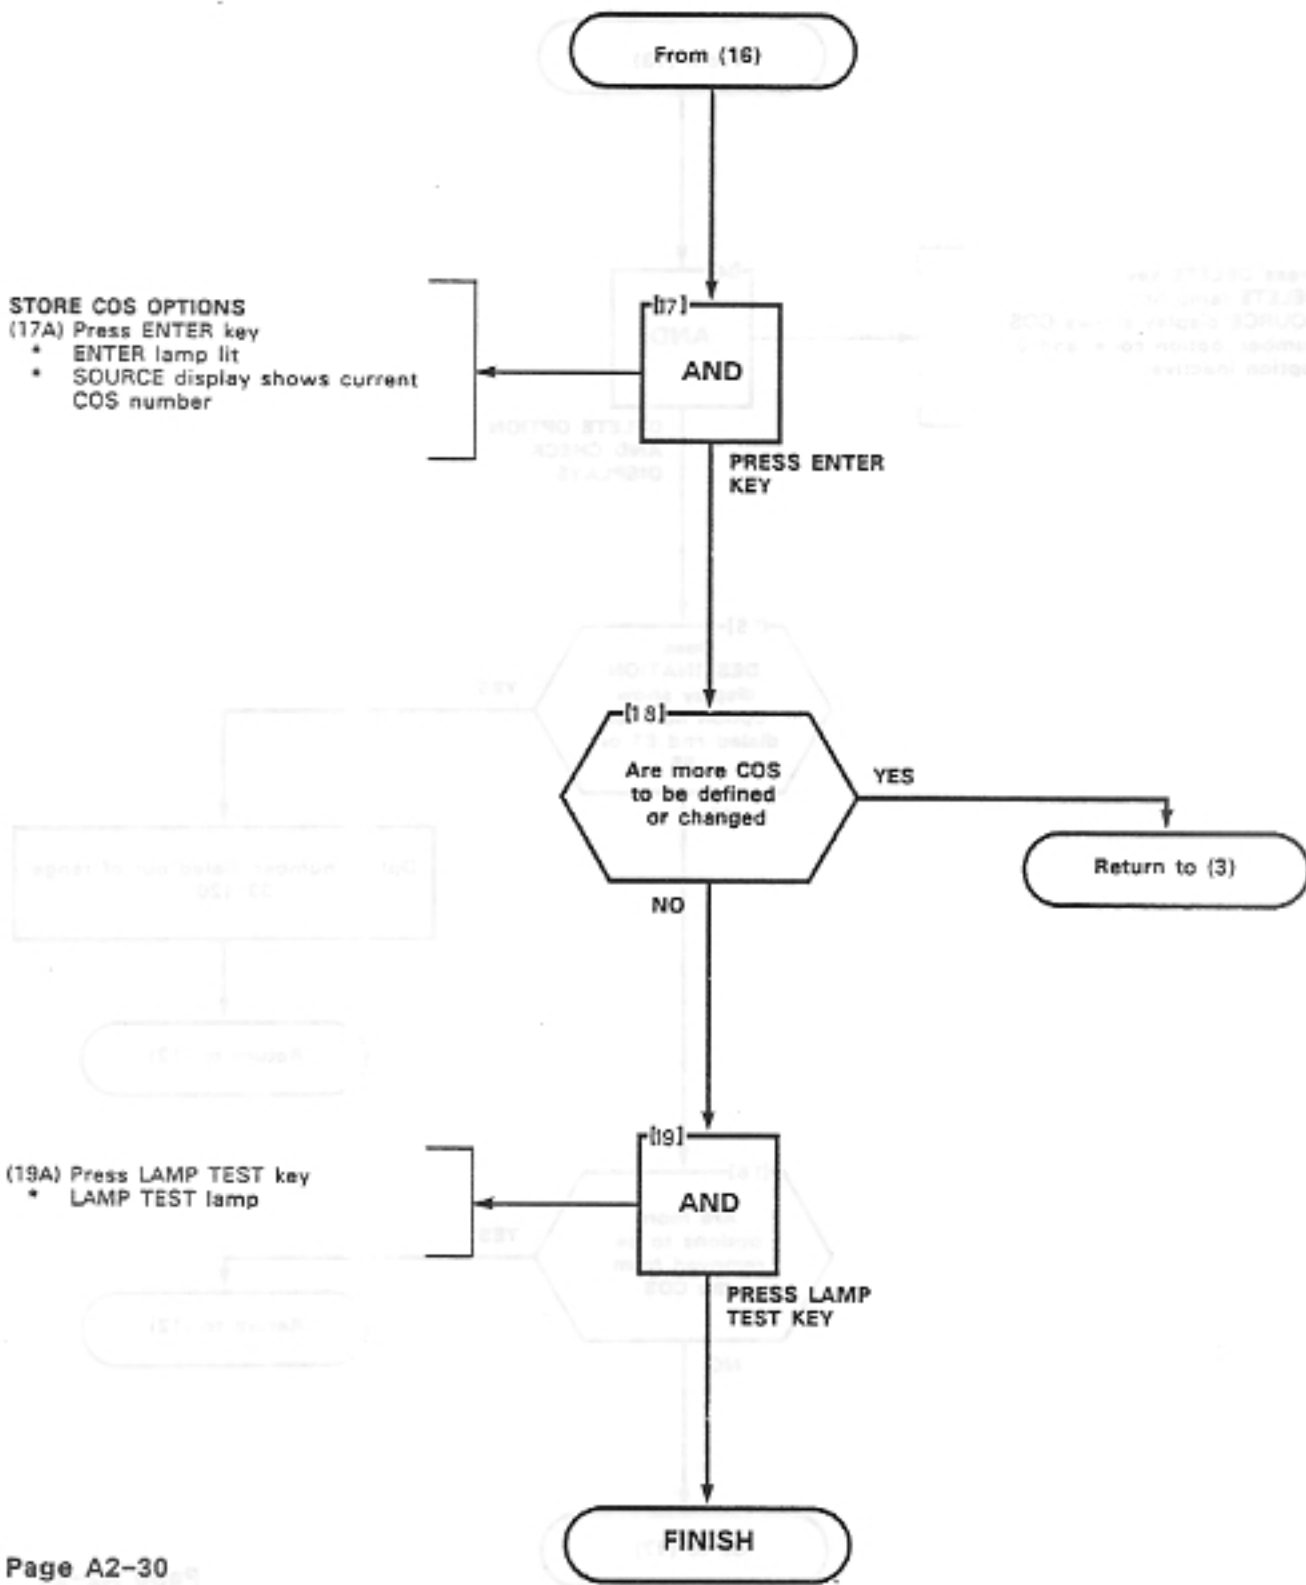 From (16)
[17]
AND
STORE COS OPTIONS
(17A) Press ENTER key
* ENTER lamp lit
* SOURCE display shows current
COS number
PRESS ENTER
KEY
[18]
Are more COS
to be defined
or changed
YES
Return to (3)
NO
[19]
AND
(19A) Press LAMP TEST key
* LAMP TEST lamp
PRESS LAMP
TEST KEY
FINISH
Page A2-30